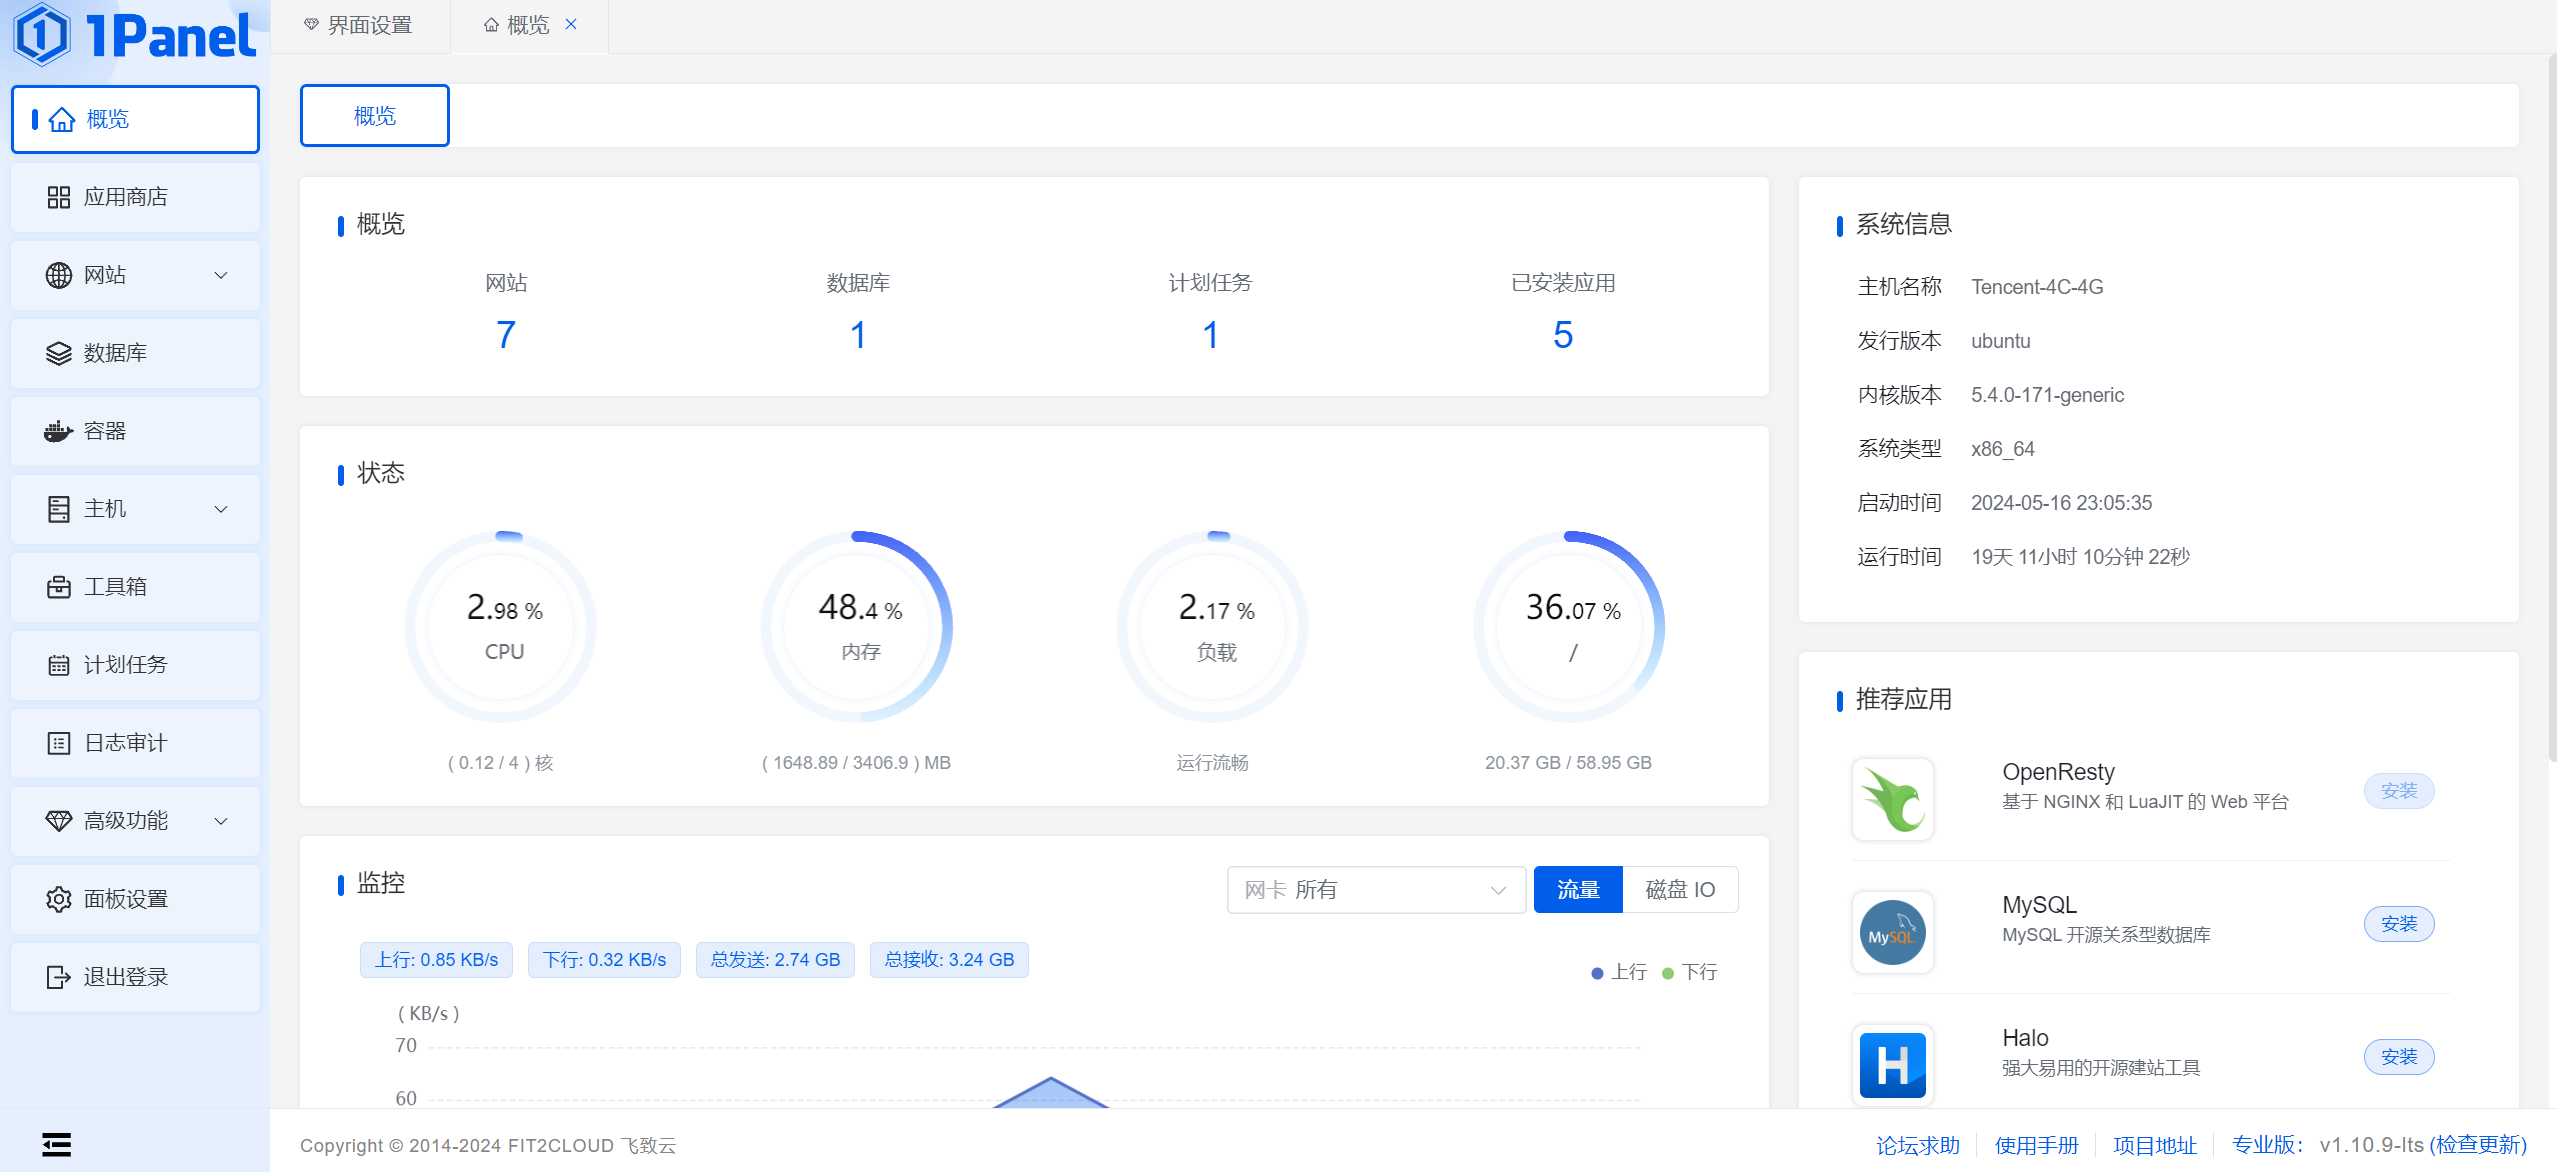 1Panel
界面设置
概览
概览
应用商店
网站
数据库
容器
主机
工具箱
计划任务
日志审计
高级功能
面板设置
退出登录
概览
概览
网站
数据库
计划任务
已安装应用
7
1
1
5
状态
2.98 %
CPU
( 0.12 / 4 ) 核
48.4 %
内存
( 1648.89 / 3406.9 ) MB
2.17 %
负载
运行流畅
36.07 %
/
20.37 GB / 58.95 GB
监控
网卡 所有
流量
磁盘 IO
上行: 0.85 KB/s
下行: 0.32 KB/s
总发送: 2.74 GB
总接收: 3.24 GB
上行
下行
( KB/s )
70
60
系统信息
主机名称 Tencent-4C-4G
发行版本 ubuntu
内核版本 5.4.0-171-generic
系统类型 x86_64
启动时间 2024-05-16 23:05:35
运行时间 19天 11小时 10分钟 22秒
推荐应用
OpenResty
基于 NGINX 和 LuaJIT 的 Web 平台
安装
MySQL
MySQL
MySQL 开源关系型数据库
安装
H
Halo
强大易用的开源建站工具
安装
Copyright © 2014-2024 FIT2CLOUD 飞致云
论坛求助
使用手册
项目地址
专业版: v1.10.9-lts (检查更新)